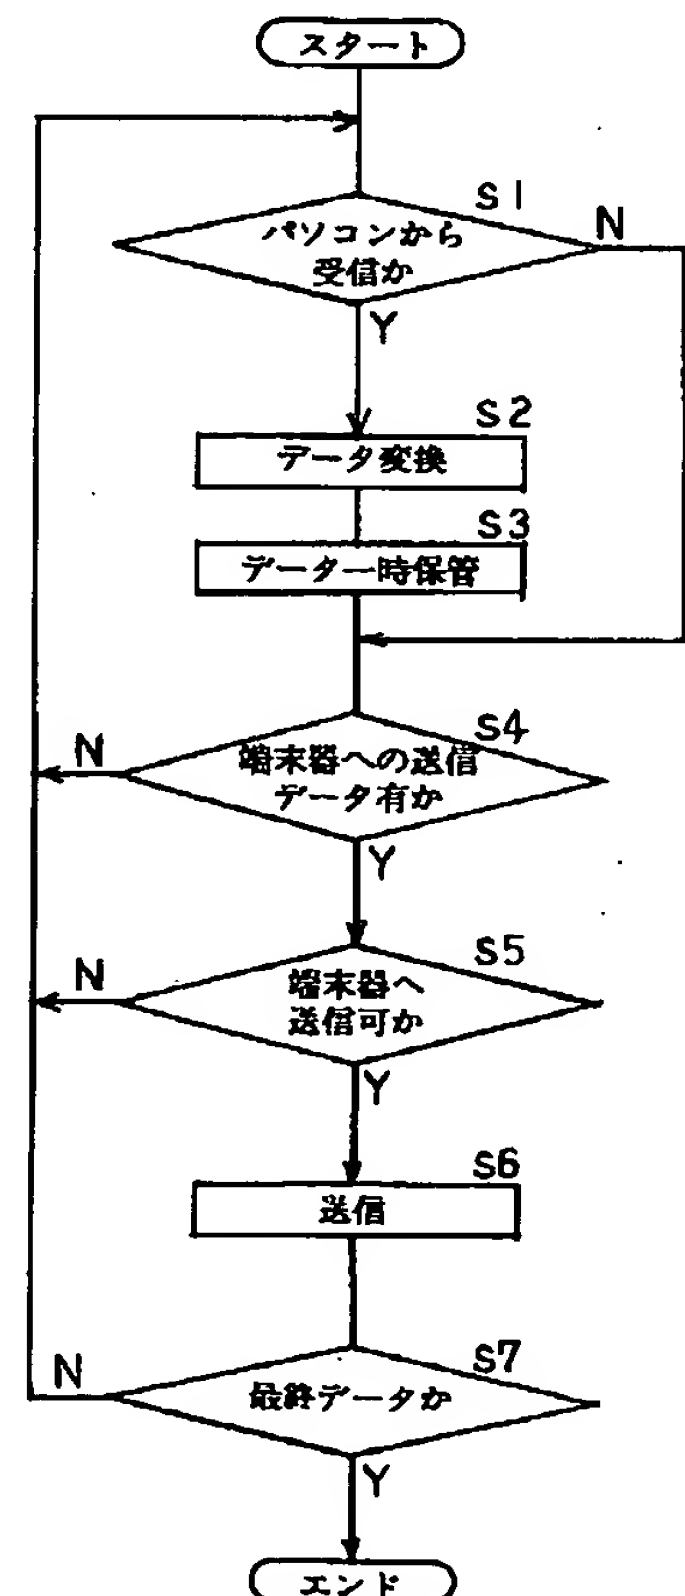 スタート
S1
N
パソコンから
受信か
Y
S2
データ変換
S3
データ一時保管
S4
N
端末器への送信
データ有か
Y
S5
N
端末器へ
送信可か
Y
S6
送信
S7
N
最終データか
Y
エンド